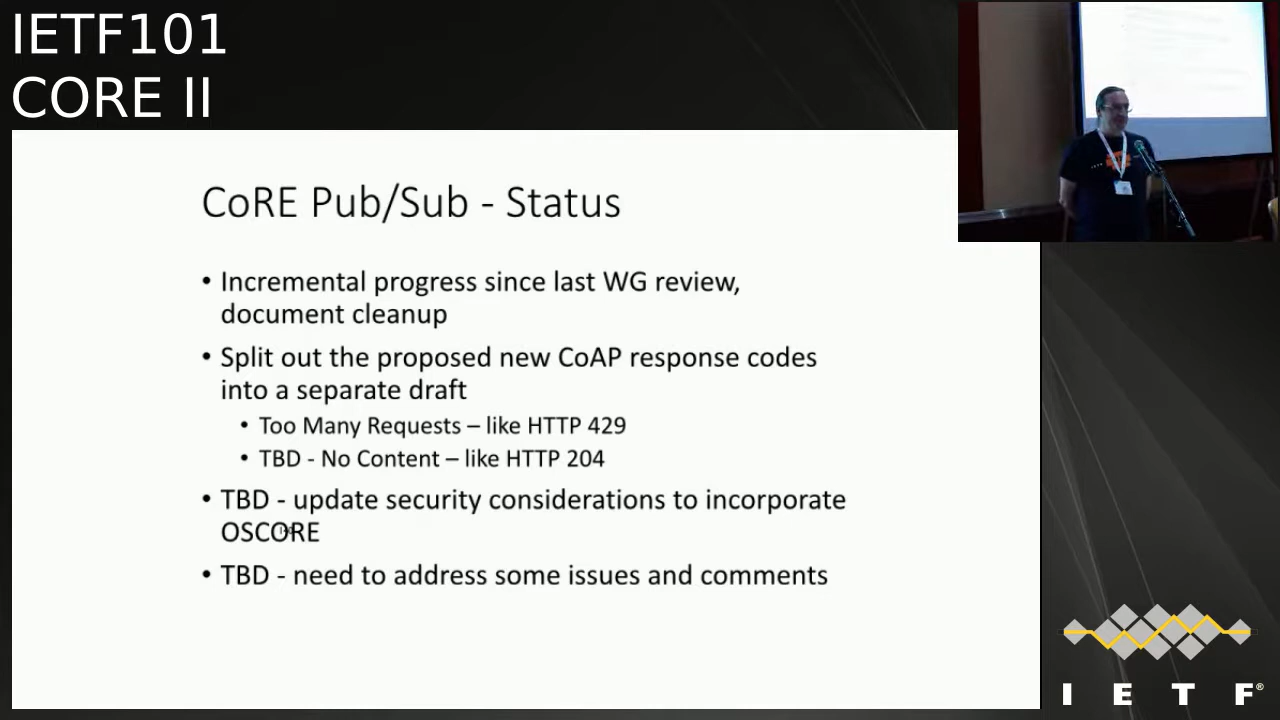 IETF101
CORE II
CoRE Pub/Sub - Status
• Incremental progress since last WG review,
document cleanup
• Split out the proposed new CoAP response codes
into a separate draft
• Too Many Requests – like HTTP 429
• TBD - No Content – like HTTP 204
• TBD - update security considerations to incorporate
OSCORE
• TBD - need to address some issues and comments
I E T F®